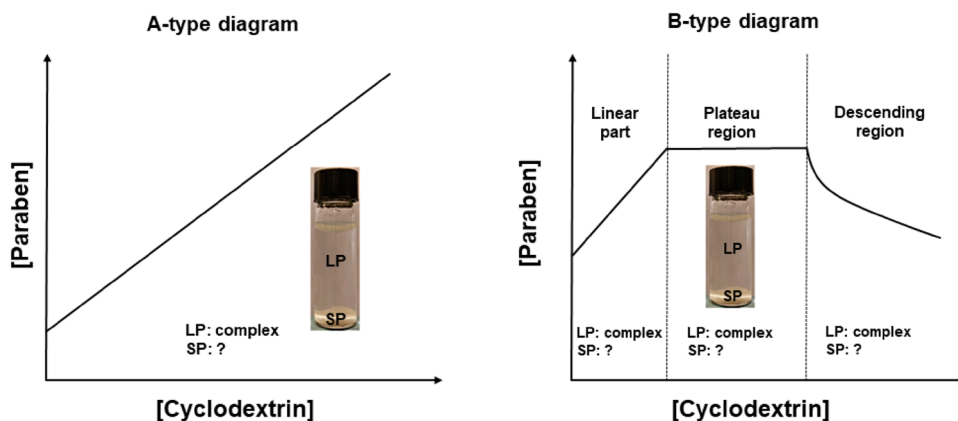 A-type diagram
[Paraben]
LP
SP
LP: complex
SP: ?
[Cyclodextrin]
B-type diagram
Linear
part
Plateau
region
Descending
region
[Paraben]
LP
SP
LP: complex
SP: ?
LP: complex
SP: ?
LP: complex
SP: ?
[Cyclodextrin]